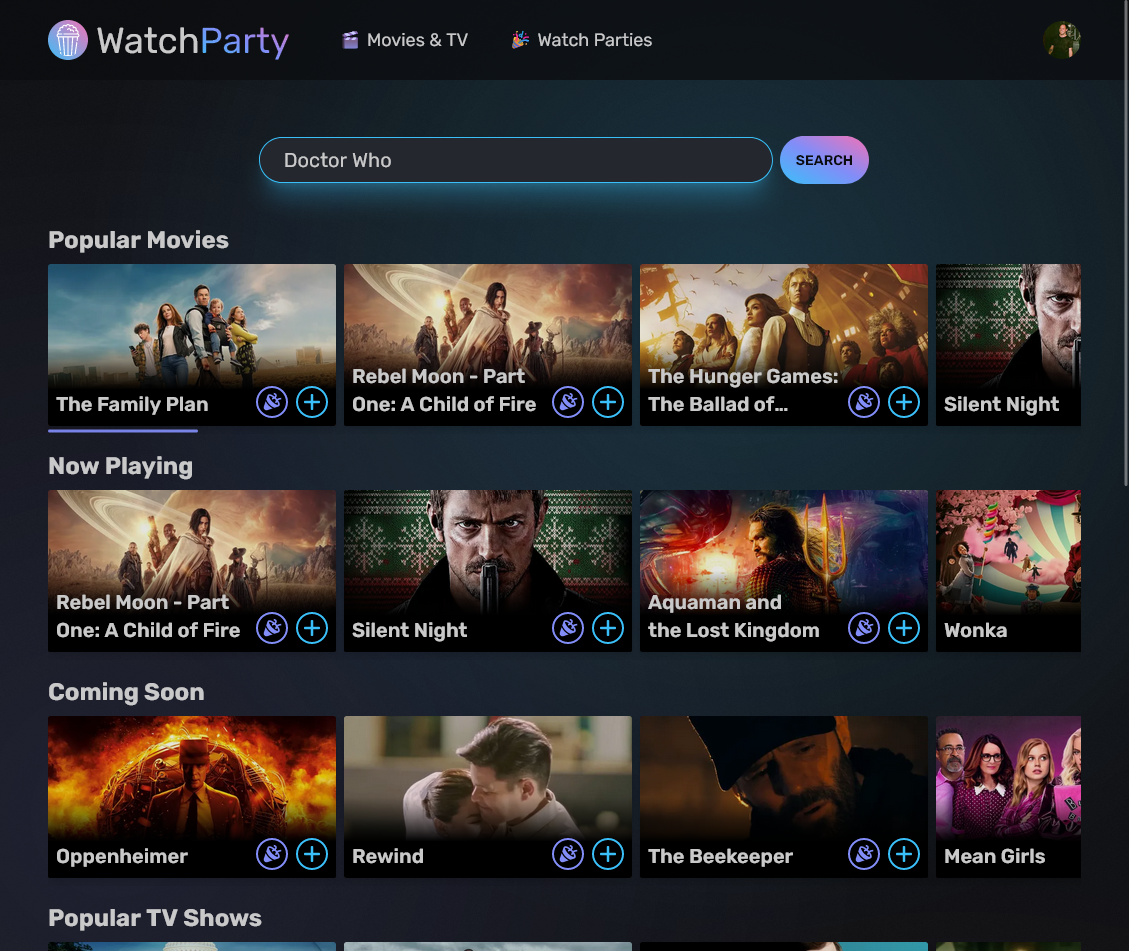 WatchParty
Movies & TV
Watch Parties
Doctor Who
SEARCH
Popular Movies
The Family Plan
Rebel Moon - Part
One: A Child of Fire
The Hunger Games:
The Ballad of...
Silent Night
Now Playing
Rebel Moon - Part
One: A Child of Fire
Silent Night
Aquaman and
the Lost Kingdom
Wonka
Coming Soon
Oppenheimer
Rewind
The Beekeeper
Mean Girls
Popular TV Shows